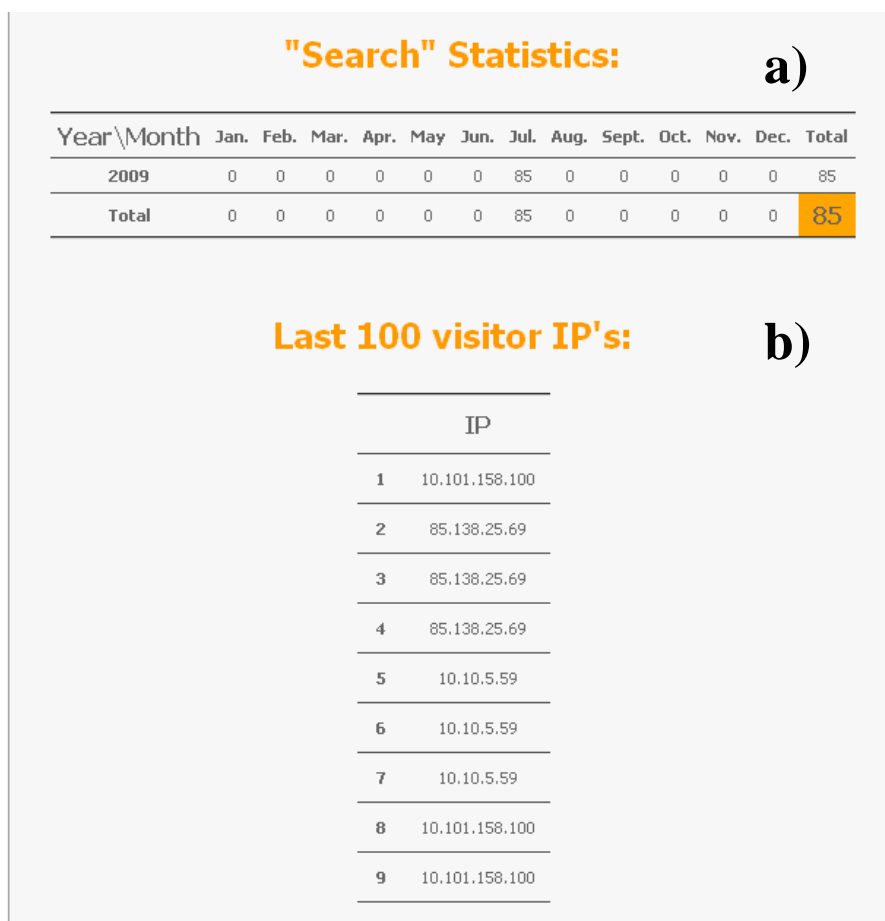 "Search" Statistics:
a)
Year\Month Jan. Feb. Mar. Apr. May Jun. Jul. Aug. Sept. Oct. Nov. Dec. Total
2009 0 0 0 0 0 0 85 0 0 0 0 0 85
Total 0 0 0 0 0 0 85 0 0 0 0 0 85
Last 100 visitor IP's:
b)
IP
1 10.101.158.100
2 85.138.25.69
3 85.138.25.69
4 85.138.25.69
5 10.10.5.59
6 10.10.5.59
7 10.10.5.59
8 10.101.158.100
9 10.101.158.100